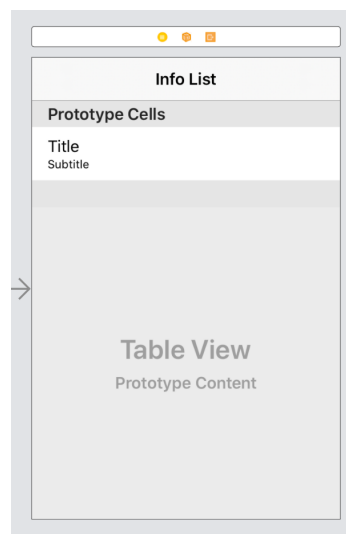 Info List
Prototype Cells
Title
Subtitle
Table View
Prototype Content